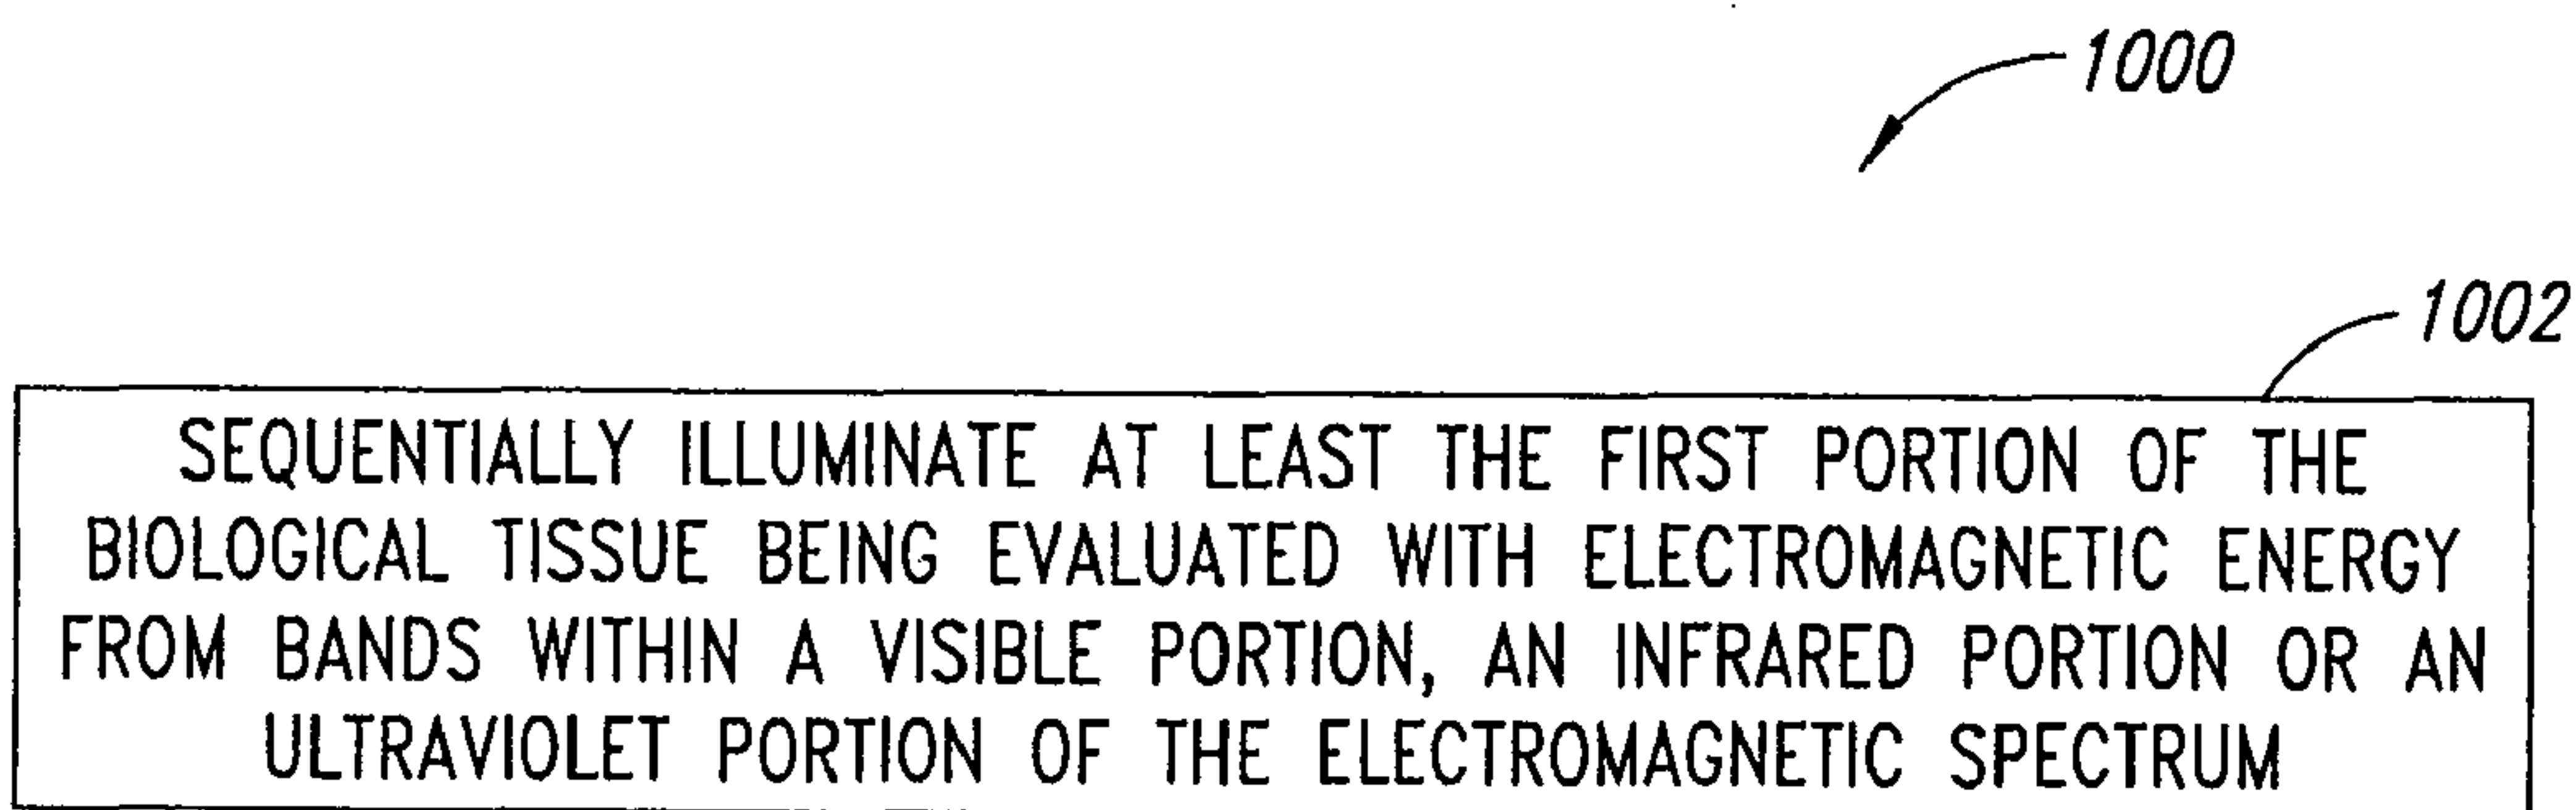 1000
1002
SEQUENTIALLY ILLUMINATE AT LEAST THE FIRST PORTION OF THE
BIOLOGICAL TISSUE BEING EVALUATED WITH ELECTROMAGNETIC ENERGY
FROM BANDS WITHIN A VISIBLE PORTION, AN INFRARED PORTION OR AN
ULTRAVIOLET PORTION OF THE ELECTROMAGNETIC SPECTRUM